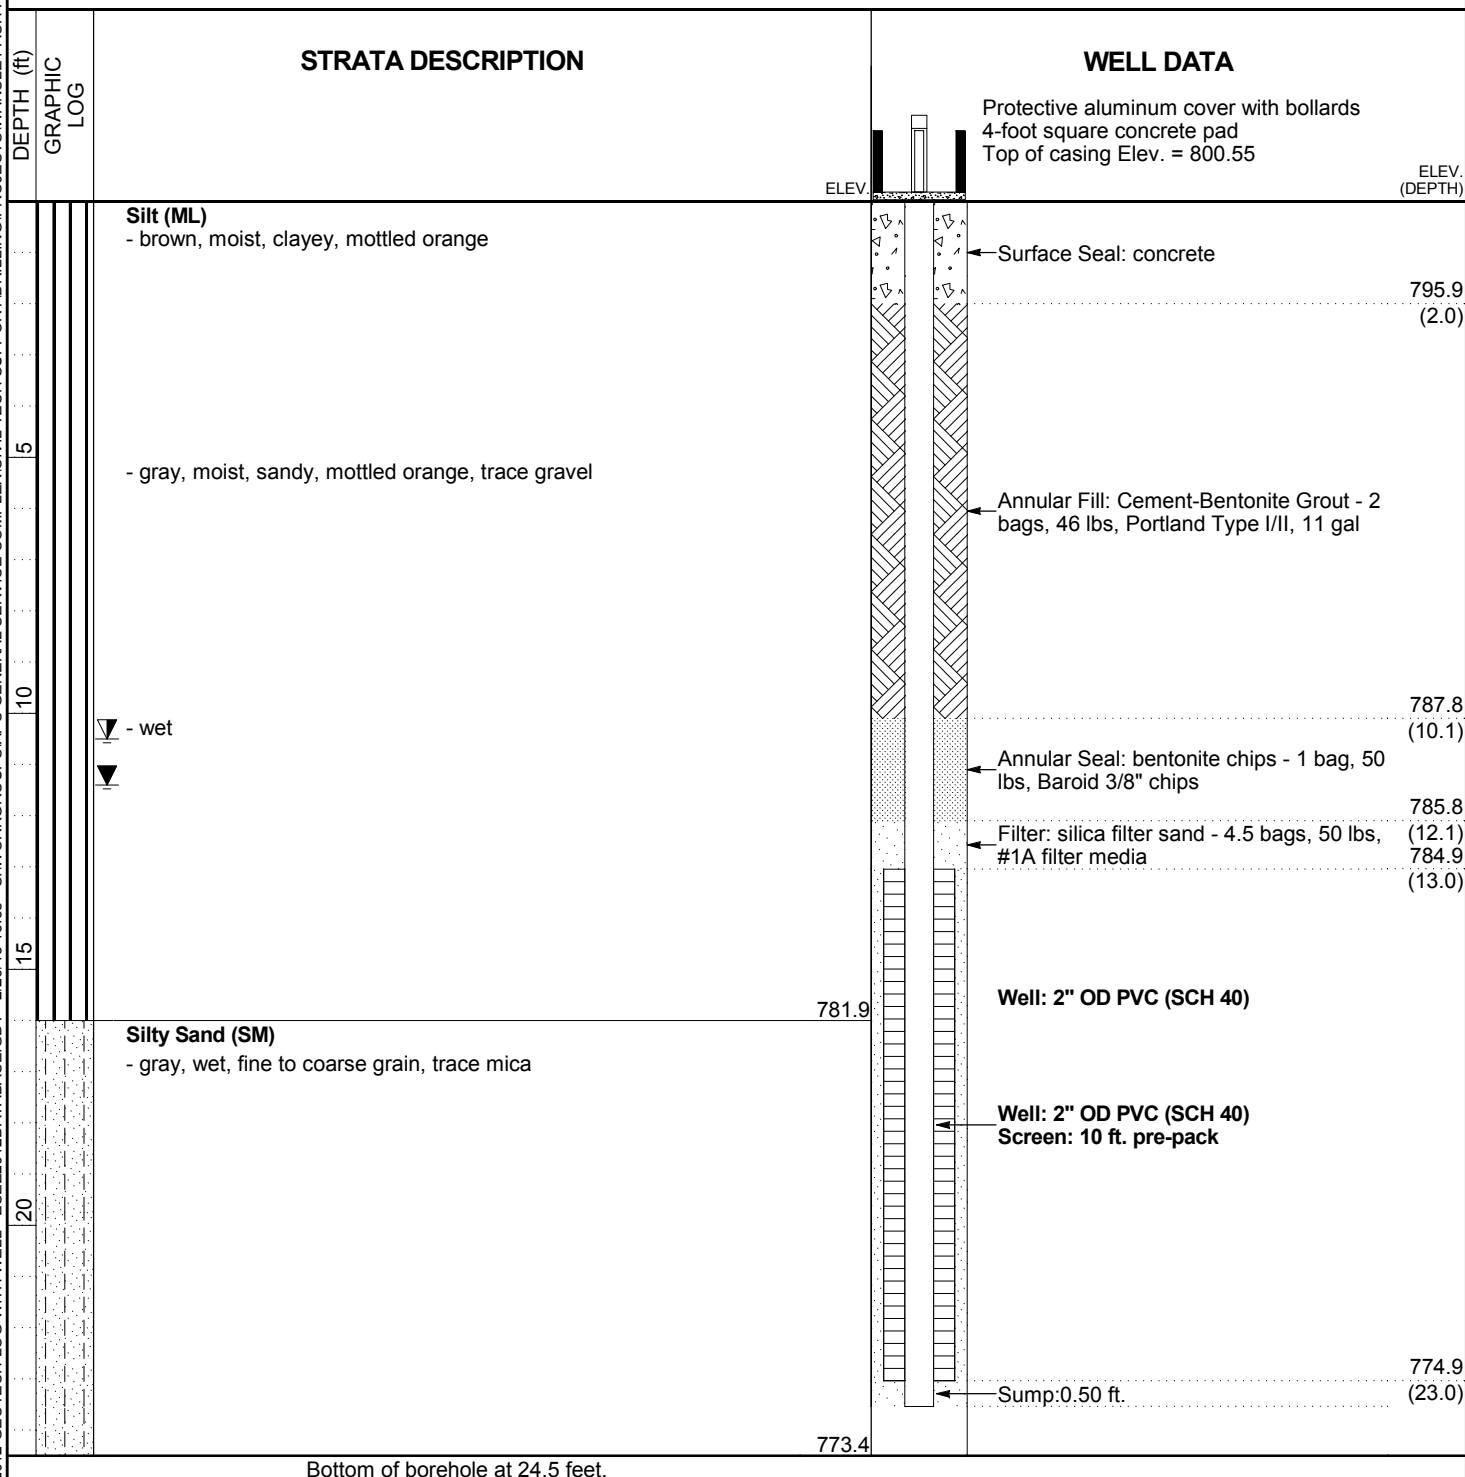 STRATA DESCRIPTION
WELL DATA
DEPTH (ft)
GRAPHIC
LOG
Protective aluminum cover with bollards
4-foot square concrete pad
Top of casing Elev. = 800.55
ELEV.
ELEV.
(DEPTH)
Silt (ML)
- brown, moist, clayey, mottled orange
Surface Seal: concrete
795.9
(2.0)
5
- gray, moist, sandy, mottled orange, trace gravel
Annular Fill: Cement-Bentonite Grout - 2
bags, 46 lbs, Portland Type I/II, 11 gal
10
787.8
(10.1)
- wet
Annular Seal: bentonite chips - 1 bag, 50
lbs, Baroid 3/8" chips
785.8
(12.1)
Filter: silica filter sand - 4.5 bags, 50 lbs,
#1A filter media
784.9
(13.0)
15
Well: 2" OD PVC (SCH 40)
781.9
Silty Sand (SM)
- gray, wet, fine to coarse grain, trace mica
Well: 2" OD PVC (SCH 40)
Screen: 10 ft. pre-pack
20
774.9
(23.0)
Sump:0.50 ft.
773.4
Bottom of borehole at 24.5 feet.